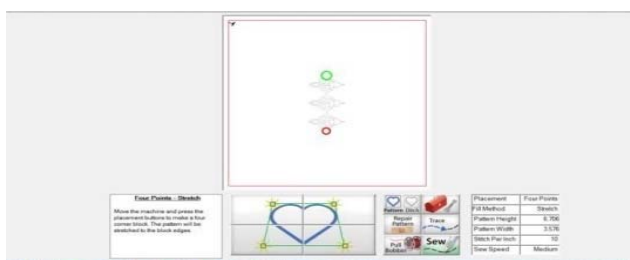 Four Points - Stretch
Move the machine and press the
placement buttons to make a four
corner block. The pattern will be
stretched to the block edges.
Pattern Ditch
Repair
Pattern
Trace
Pull
Bobbin
Sew
Placement Four Points
Fill Method Stretch
Pattern Height 6.706
Pattern Width 3.576
Stitch Per Inch 10
Sew Speed Medium